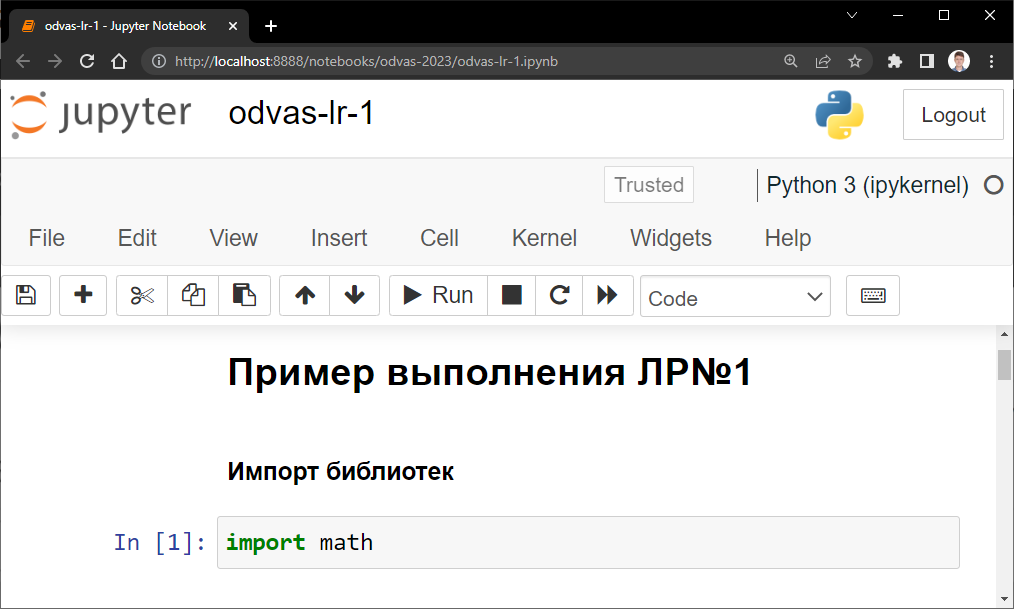 odvas-lr-1 - Jupyter Notebook
http://localhost:8888/notebooks/odvas-2023/odvas-lr-1.ipynb
jupyter odvas-lr-1 Logout
Trusted Python 3 (ipykernel)
File Edit View Insert Cell Kernel Widgets Help
Run Code
Пример выполнения ЛР№1
Импорт библиотек
In [1]: import math